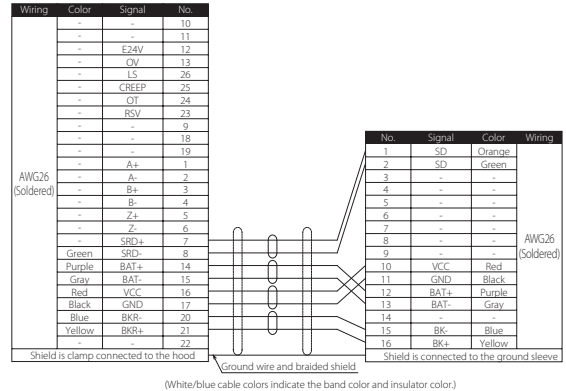 Wiring Color Signal No.
- - 10
- - 11
- E24V 12
- OV 13
- LS 26
- CREEP 25
- OT 24
- RSV 23
- - 9
- - 18
- - 19
- A+ 1
AWG26 (Soldered)
- A- 2
- B+ 3
- B- 4
- Z+ 5
- Z- 6
- SRD+ 7
Green SRD- 8
Purple BAT+ 14
Gray BAT- 15
Red VCC 16
Black GND 17
Blue BKR- 20
Yellow BKR+ 21
- - 22
Shield is clamp connected to the hood
No. Signal Color Wiring
1 SD Orange
2 SD Green
3 - -
4 - -
5 - -
6 - -
7 - -
8 - -
AWG26 (Soldered)
9 - -
10 VCC Red
11 GND Black
12 BAT+ Purple
13 BAT- Gray
14 - -
15 BK- Blue
16 BK+ Yellow
Shield is connected to the ground sleeve
Ground wire and braided shield
(White/blue cable colors indicate the band color and insulator color.)